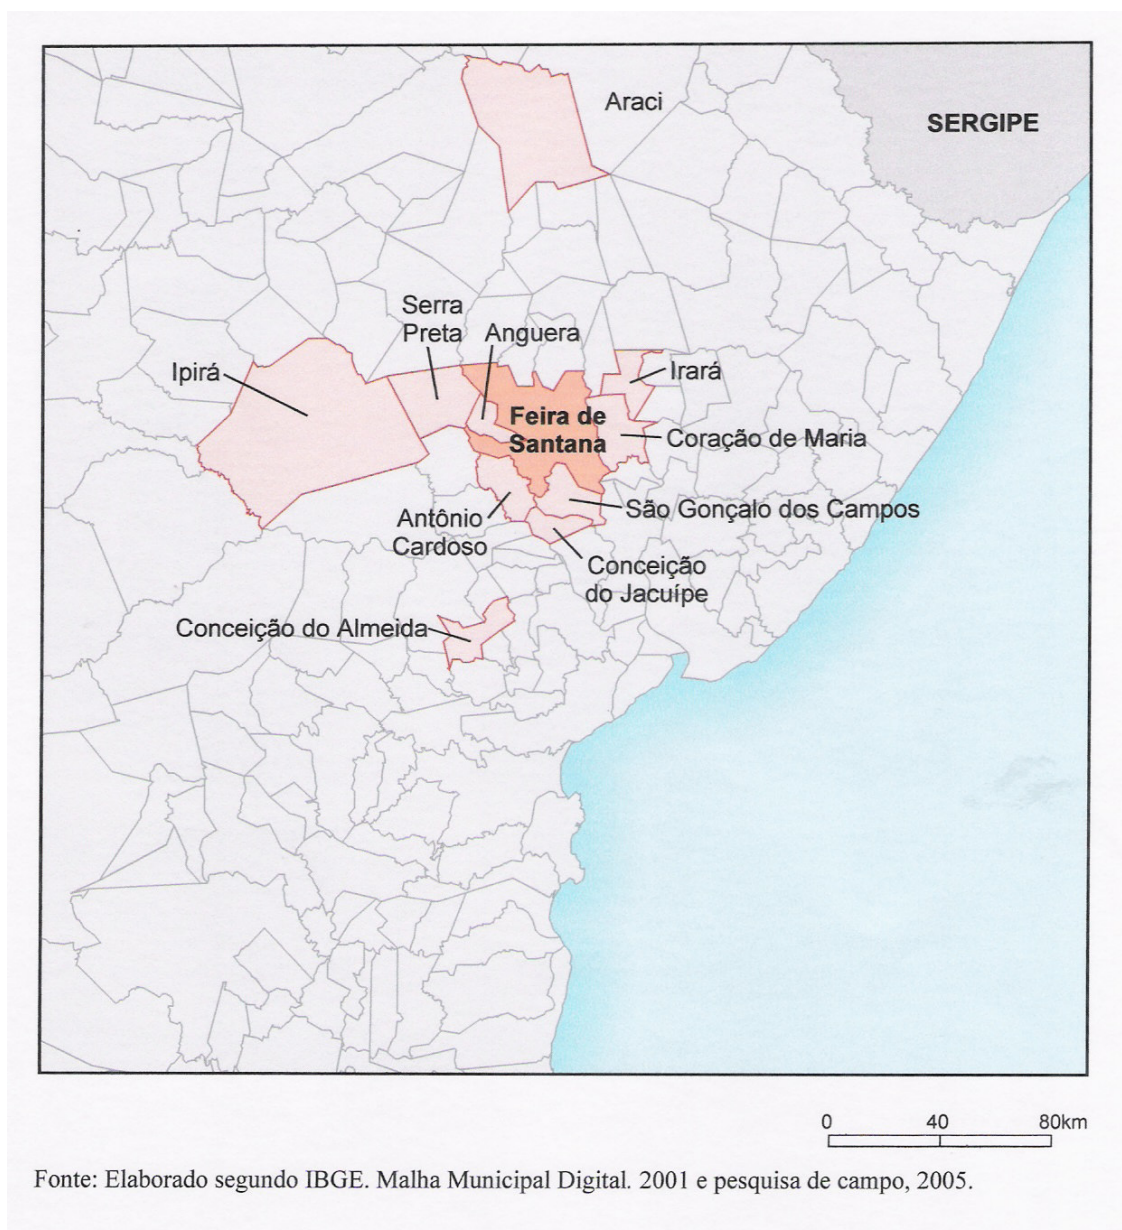 Araci
SERGIPE
Serra
Preta
Anguera
Ipirá
Irará
Feira de
Santana
Coração de Maria
São Gonçalo dos Campos
Antônio
Cardoso
Conceição
do Jacuípe
Conceição do Almeida
0 40 80km
Fonte: Elaborado segundo IBGE. Malha Municipal Digital. 2001 e pesquisa de campo, 2005.